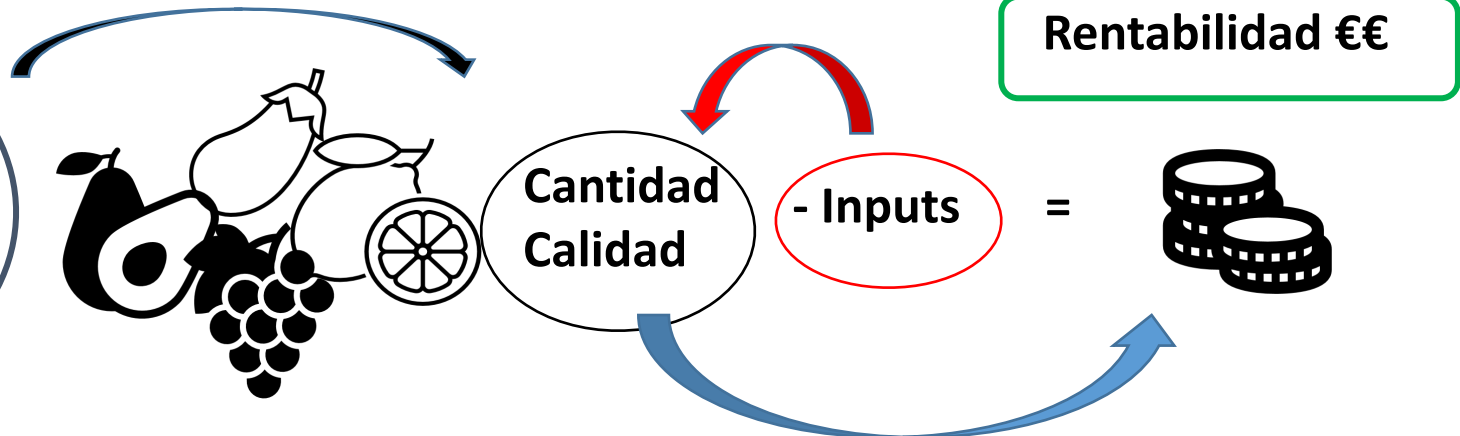 Rentabilidad €€
Cantidad
Calidad
- Inputs
=